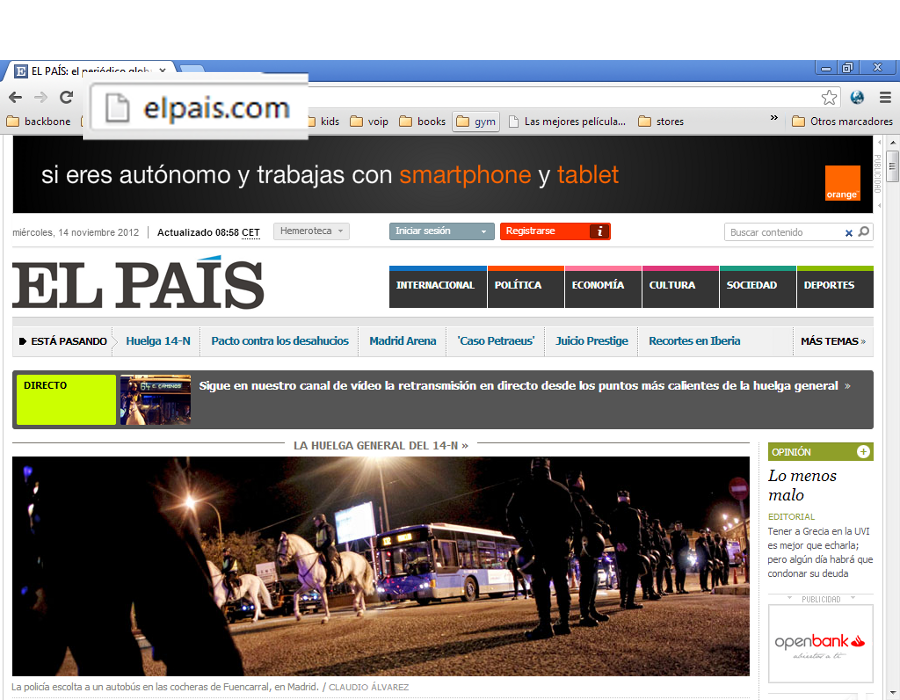 EL PAÍS: el periódico glob
elpais.com
backbone
kids
voip
books
gym
Las mejores película...
stores
»
Otros marcadores
si eres autónomo y trabajas con smartphone y tablet
orange
PUBLICIDAD
miércoles, 14 noviembre 2012
Actualizado 08:58 CET
Hemeroteca
Iniciar sesión
Registrarse
i
Buscar contenido
EL PAÍS
INTERNACIONAL
POLÍTICA
ECONOMÍA
CULTURA
SOCIEDAD
DEPORTES
ESTÁ PASANDO
Huelga 14-N
Pacto contra los desahucios
Madrid Arena
'Caso Petraeus'
Juicio Prestige
Recortes en Iberia
MÁS TEMAS »
DIRECTO
Sigue en nuestro canal de vídeo la retransmisión en directo desde los puntos más calientes de la huelga general »
LA HUELGA GENERAL DEL 14-N »
La policía escolta a un autobús en las cocheras de Fuencarral, en Madrid. / CLAUDIO ÁLVAREZ
OPINIÓN
Lo menos
malo
EDITORIAL
Tener a Grecia en la UVI
es mejor que echarla;
pero algún día habrá que
condonar su deuda
PUBLICIDAD
openbank
abiertos a ti